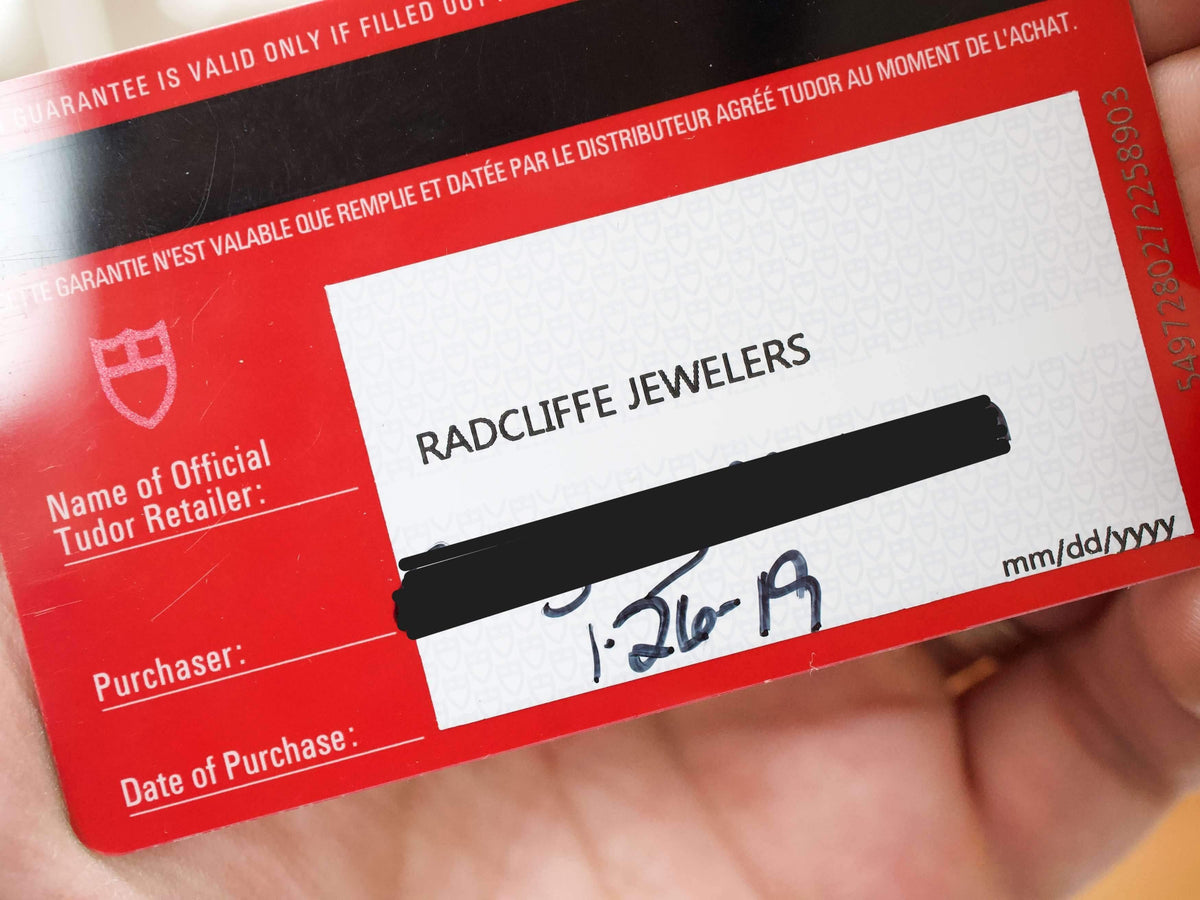 GUARANTEE IS VALID ONLY IF FILLED OUT
CETTE GARANTIE N'EST VALABLE QUE REMPLIE ET DATÉE PAR LE DISTRIBUTEUR AGRÉÉ TUDOR AU MOMENT DE L'ACHAT.
5497280272258903
Name of Official
Tudor Retailer:
RADCLIFFE JEWELERS
Purchaser:
Date of Purchase:
1-26-19
mm/dd/yyyy